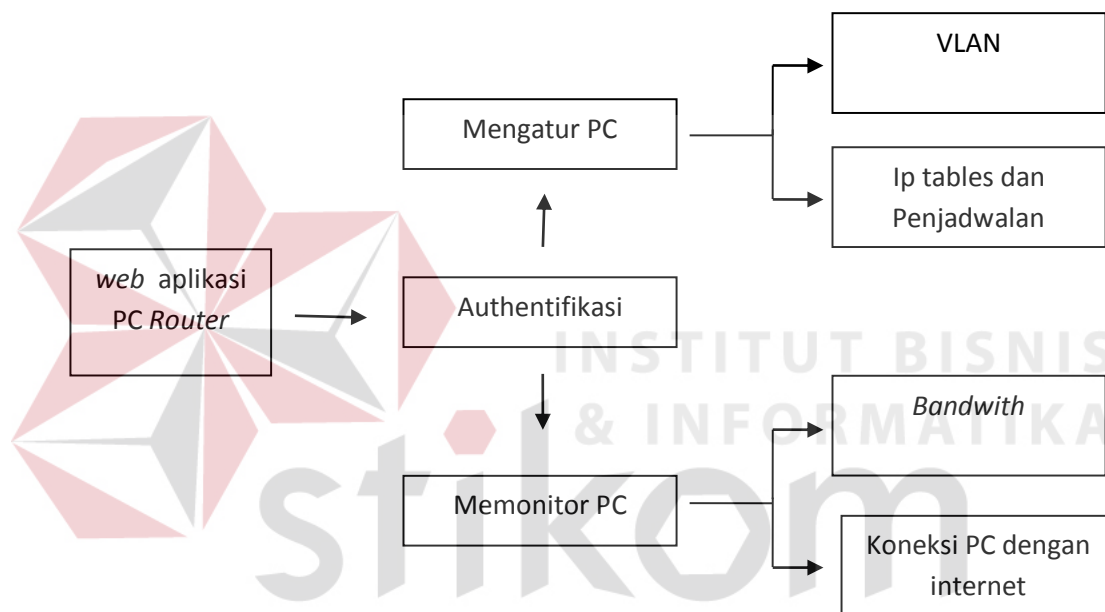 VLAN
Mengatur PC
Ip tables dan
Penjadwalan
web aplikasi
PC Router
Authentifikasi
INSTITUT BISNIS
& INFORMATIKA
stikom
Bandwith
Memonitor PC
Koneksi PC dengan
internet